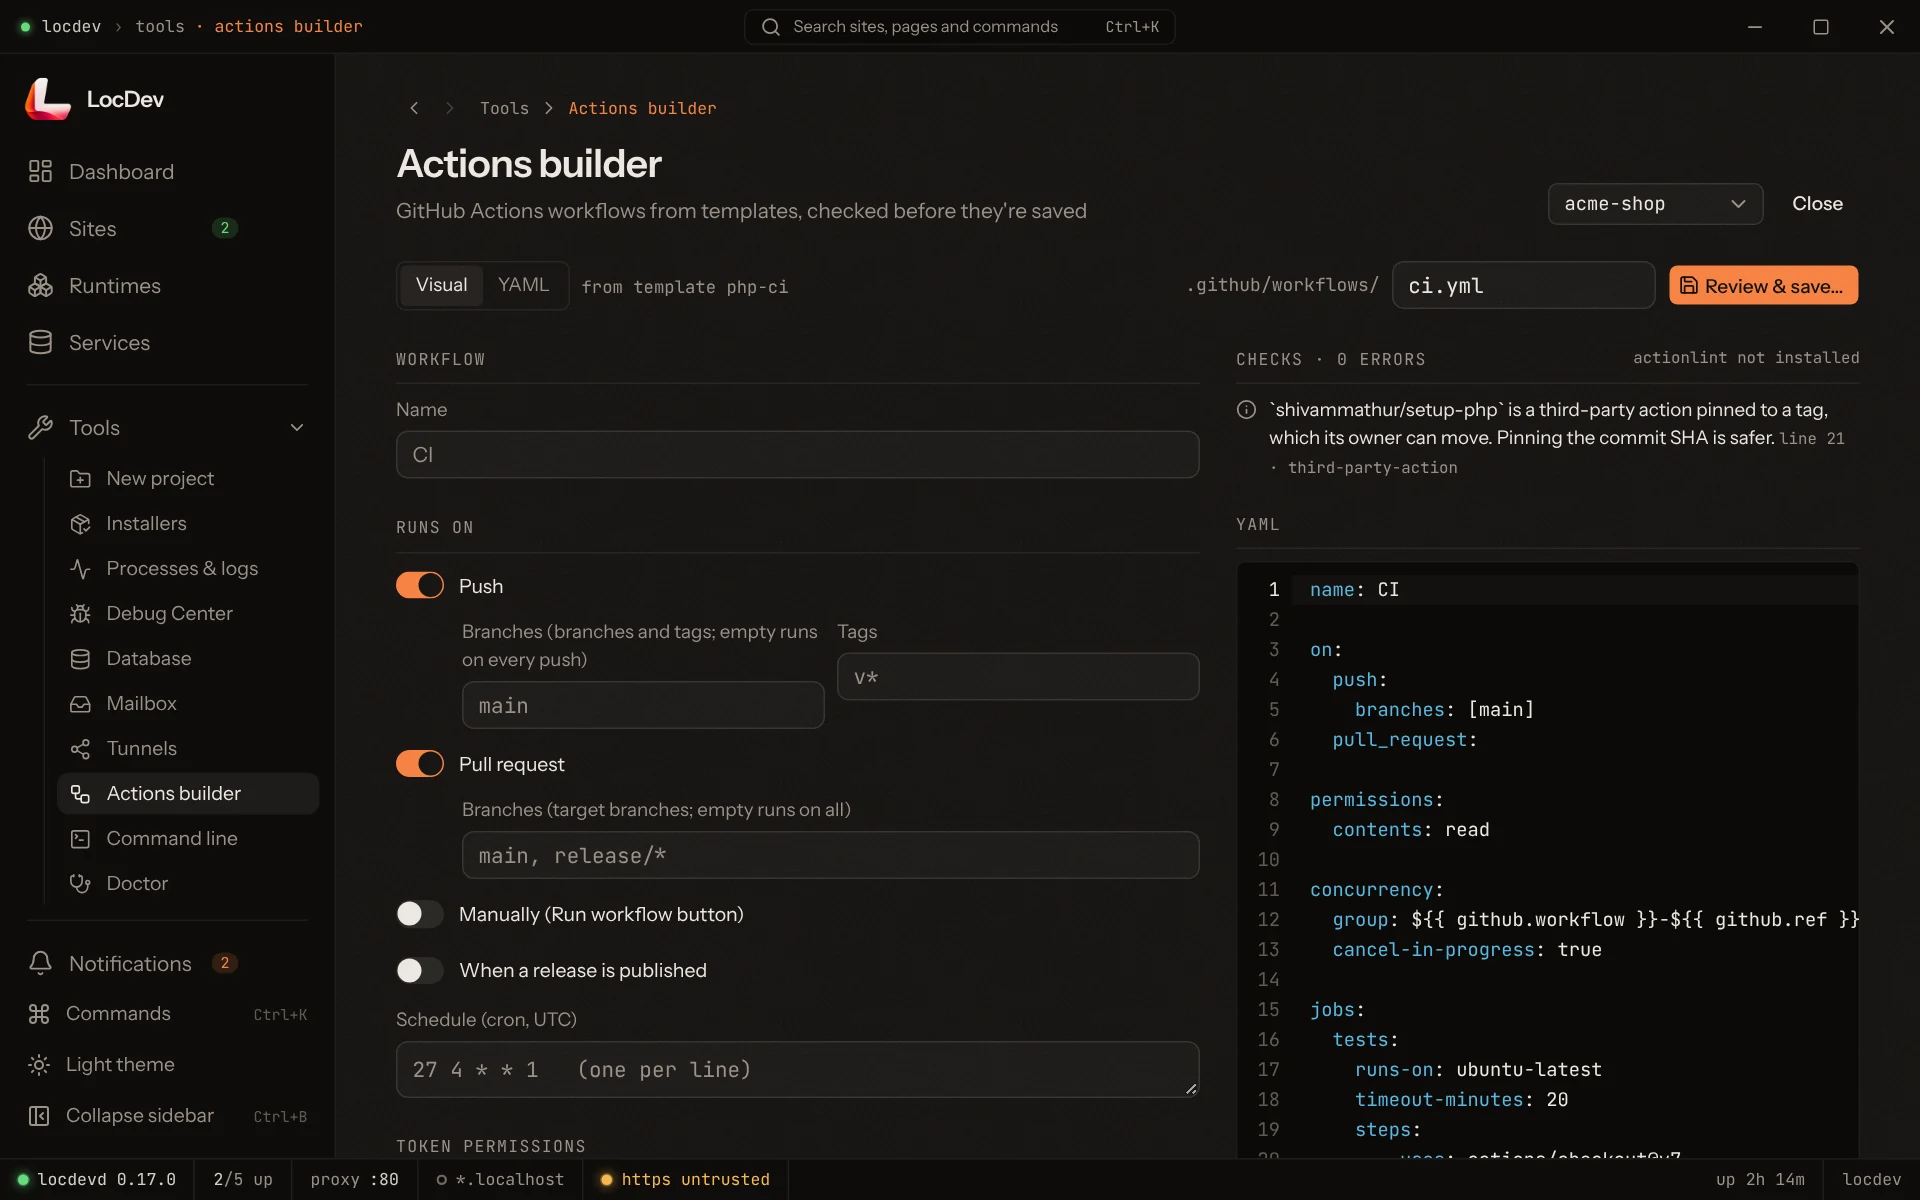 locdev › tools · actions builder
Search sites, pages and commands Ctrl+K
LocDev
Dashboard
Sites 2
Runtimes
Services
Tools
New project
Installers
Processes & logs
Debug Center
Database
Mailbox
Tunnels
Actions builder
Command line
Doctor
Notifications 2
Commands Ctrl+K
Light theme
Collapse sidebar Ctrl+B
Tools > Actions builder
Actions builder
GitHub Actions workflows from templates, checked before they're saved
acme-shop
Close
Visual YAML from template php-ci
.github/workflows/ ci.yml Review & save...
WORKFLOW
Name
CI
RUNS ON
Push
Branches (branches and tags; empty runs on every push)
main
Tags
v*
Pull request
Branches (target branches; empty runs on all)
main, release/*
Manually (Run workflow button)
When a release is published
Schedule (cron, UTC)
27 4 * * 1 (one per line)
TOKEN PERMISSIONS
CHECKS · 0 ERRORS actionlint not installed
`shivammathur/setup-php` is a third-party action pinned to a tag,
which its owner can move. Pinning the commit SHA is safer. line 21
· third-party-action
YAML
1 name: CI
2
3 on:
4 push:
5 branches: [main]
6 pull_request:
7
8 permissions:
9 contents: read
10
11 concurrency:
12 group: ${{ github.workflow }}-${{ github.ref }}
13 cancel-in-progress: true
14
15 jobs:
16 tests:
17 runs-on: ubuntu-latest
18 timeout-minutes: 20
19 steps:
locdevd 0.17.0 2/5 up proxy :80 *.localhost https untrusted up 2h 14m locdev